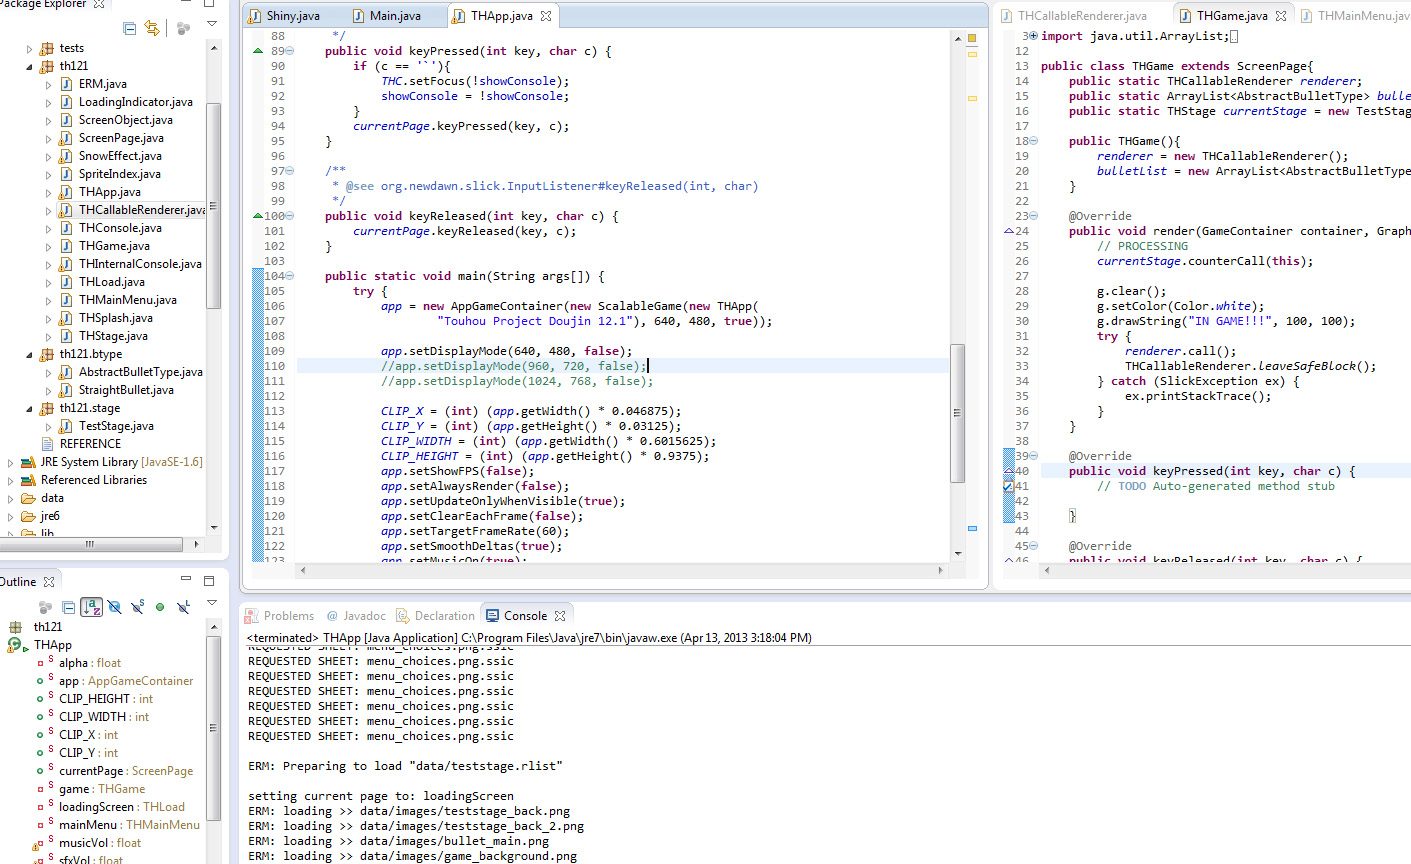 Package Explorer
tests
th121
ERM.java
LoadingIndicator.java
ScreenObject.java
ScreenPage.java
SnowEffect.java
SpriteIndex.java
THApp.java
THCallableRenderer.java
THConsole.java
THGame.java
THInternalConsole.java
THLoad.java
THMainMenu.java
THSplash.java
THStage.java
th121.btype
AbstractBulletType.java
StraightBullet.java
th121.stage
TestStage.java
REFERENCE
JRE System Library [JavaSE-1.6]
Referenced Libraries
data
jre6
lib
Outline
th121
THApp
alpha : float
app : AppGameContainer
CLIP_HEIGHT : int
CLIP_WIDTH : int
CLIP_X : int
CLIP_Y : int
currentPage : ScreenPage
game : THGame
loadingScreen : THLoad
mainMenu : THMainMenu
musicVol : float
sfxVol : float
Shiny.java Main.java THApp.java
88 */
89 public void keyPressed(int key, char c) {
90 if (c == '`'){
91 THC.setFocus(!showConsole);
92 showConsole = !showConsole;
93 }
94 currentPage.keyPressed(key, c);
95 }
96
97 /**
98 * @see org.newdawn.slick.InputListener#keyReleased(int, char)
99 */
100 public void keyReleased(int key, char c) {
101 currentPage.keyReleased(key, c);
102 }
103
104 public static void main(String args[]) {
105 try {
106 app = new AppGameContainer(new ScalableGame(new THApp(
107 "Touhou Project Doujin 12.1"), 640, 480, true));
108
109 app.setDisplayMode(640, 480, false);
110 //app.setDisplayMode(960, 720, false);
111 //app.setDisplayMode(1024, 768, false);
112
113 CLIP_X = (int) (app.getWidth() * 0.046875);
114 CLIP_Y = (int) (app.getHeight() * 0.03125);
115 CLIP_WIDTH = (int) (app.getWidth() * 0.6015625);
116 CLIP_HEIGHT = (int) (app.getHeight() * 0.9375);
117 app.setShowFPS(false);
118 app.setAlwaysRender(false);
119 app.setUpdateOnlyWhenVisible(true);
120 app.setClearEachFrame(false);
121 app.setTargetFrameRate(60);
122 app.setSmoothDeltas(true);
123 app.setMusicOn(true);
THCallableRenderer.java THGame.java THMainMenu.java
3 import java.util.ArrayList;
12
13 public class THGame extends ScreenPage{
14 public static THCallableRenderer renderer;
15 public static ArrayList<AbstractBulletType> bulle
16 public static THStage currentStage = new TestStag
17
18 public THGame(){
19 renderer = new THCallableRenderer();
20 bulletList = new ArrayList<AbstractBulletType
21 }
22
23 @Override
24 public void render(GameContainer container, Graph
25 // PROCESSING
26 currentStage.counterCall(this);
27
28 g.clear();
29 g.setColor(Color.white);
30 g.drawString("IN GAME!!!", 100, 100);
31 try {
32 renderer.call();
33 THCallableRenderer.leaveSafeBlock();
34 } catch (SlickException ex) {
35 ex.printStackTrace();
36 }
37 }
38
39 @Override
40 public void keyPressed(int key, char c) {
41 // TODO Auto-generated method stub
42
43 }
44
45 @Override
46 public void keyReleased(int key, char c) {
Problems @ Javadoc Declaration Console
<terminated> THApp [Java Application] C:\Program Files\Java\jre7\bin\javaw.exe (Apr 13, 2013 3:18:04 PM)
REQUESTED SHEET: menu_choices.png.ssic
REQUESTED SHEET: menu_choices.png.ssic
REQUESTED SHEET: menu_choices.png.ssic
REQUESTED SHEET: menu_choices.png.ssic
REQUESTED SHEET: menu_choices.png.ssic
REQUESTED SHEET: menu_choices.png.ssic
REQUESTED SHEET: menu_choices.png.ssic
ERM: Preparing to load "data/teststage.rlist"
setting current page to: loadingScreen
ERM: loading >> data/images/teststage_back.png
ERM: loading >> data/images/teststage_back_2.png
ERM: loading >> data/images/bullet_main.png
ERM: loading >> data/images/game_background.png